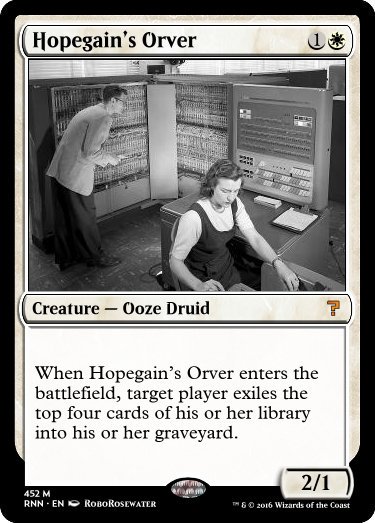 Hopegain's Orver 1
Creature — Ooze Druid
When Hopegain's Orver enters the
battlefield, target player exiles the
top four cards of his or her library
into his or her graveyard.
2/1
452 M
RNN • EN RoboRosewater
™ & © 2016 Wizards of the Coast